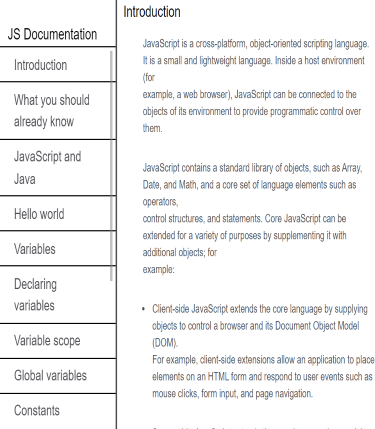 JS Documentation
Introduction
What you should
already know
JavaScript and
Java
Hello world
Variables
Declaring
variables
Variable scope
Global variables
Constants
Introduction
JavaScript is a cross-platform, object-oriented scripting language.
It is a small and lightweight language. Inside a host environment
(for
example, a web browser), JavaScript can be connected to the
objects of its environment to provide programmatic control over
them.
JavaScript contains a standard library of objects, such as Array,
Date, and Math, and a core set of language elements such as
operators,
control structures, and statements. Core JavaScript can be
extended for a variety of purposes by supplementing it with
additional objects; for
example:
• Client-side JavaScript extends the core language by supplying
objects to control a browser and its Document Object Model
(DOM).
For example, client-side extensions allow an application to place
elements on an HTML form and respond to user events such as
mouse clicks, form input, and page navigation.